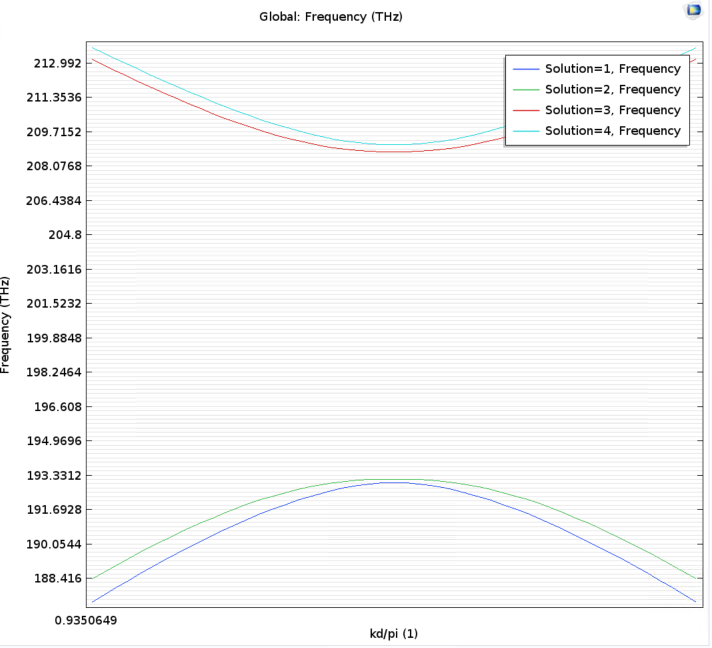 Global: Frequency (THz)
212.992
211.3536
209.7152
208.0768
206.4384
204.8
203.1616
201.5232
199.8848
198.2464
196.608
194.9696
193.3312
191.6928
190.0544
188.416
Frequency (THz)
Solution=1, Frequency
Solution=2, Frequency
Solution=3, Frequency
Solution=4, Frequency
0.9350649
kd/pi (1)